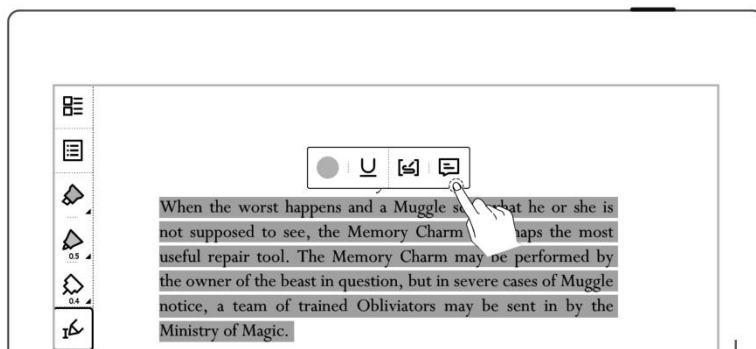 U
When the worst happens and a Muggle he or she is
not supposed to see, the Memory Charm the most
useful repair tool. The Memory Charm may be performed by
the owner of the beast in question, but in severe cases of Muggle
0.5
notice, a team of trained Obliviators may be sent in by the
0.4
Ministry of Magic.